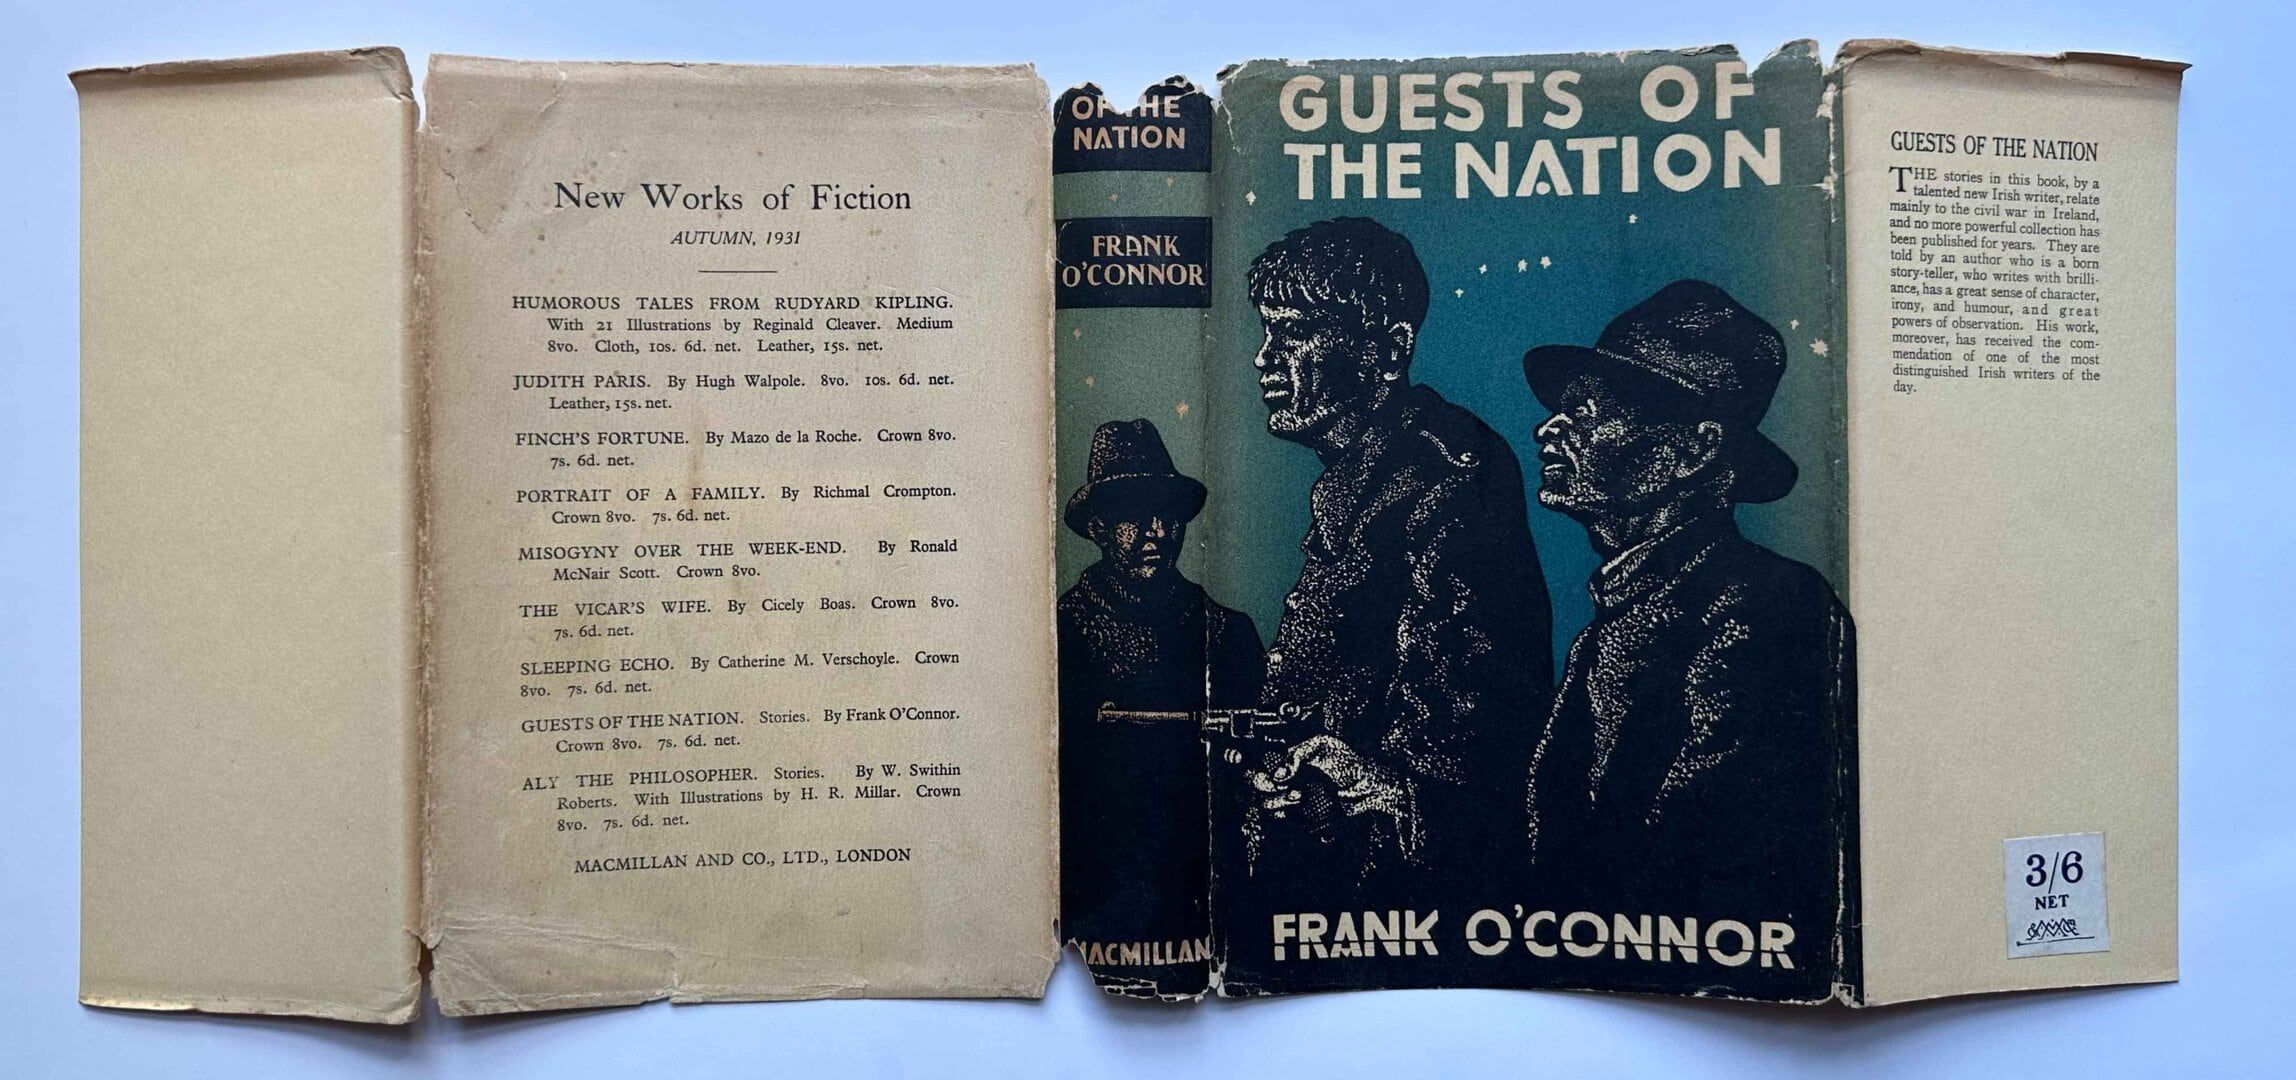 New Works of Fiction
AUTUMN, 1931
HUMOROUS TALES FROM RUDYARD KIPLING.
With 21 Illustrations by Reginald Cleaver. Medium
8vo. Cloth, 10s. 6d. net. Leather, 15s. net.
JUDITH PARIS. By Hugh Walpole. 8vo. 10s. 6d. net.
Leather, 15s. net.
FINCH'S FORTUNE. By Mazo de la Roche. Crown 8vo.
7s. 6d. net.
PORTRAIT OF A FAMILY. By Richmal Crompton.
Crown 8vo. 7s. 6d. net.
MISOGYNY OVER THE WEEK-END. By Ronald
McNair Scott. Crown 8vo.
THE VICAR'S WIFE. By Cicely Boas. Crown 8vo.
7s. 6d. net.
SLEEPING ECHO. By Catherine M. Verschoyle. Crown
8vo. 7s. 6d. net.
GUESTS OF THE NATION. Stories. By Frank O'Connor.
Crown 8vo. 7s. 6d. net.
ALY THE PHILOSOPHER. Stories. By W. Swithin
Roberts. With Illustrations by H. R. Millar. Crown
8vo. 7s. 6d. net.
MACMILLAN AND CO., LTD., LONDON
OF THE
NATION
FRANK
O'CONNOR
MACMILLAN
GUESTS OF
THE NATION
FRANK O'CONNOR
GUESTS OF THE NATION
THE stories in this book, by a
talented new Irish writer, relate
mainly to the civil war in Ireland,
and no more powerful collection has
been published for years. They are
told by an author who is a born
story-teller, who writes with brilli-
ance, has a great sense of character,
irony, and humour, and great
powers of observation. His work,
moreover, has received the com-
mendation of one of the most
distinguished Irish writers of the
day.
3/6
NET